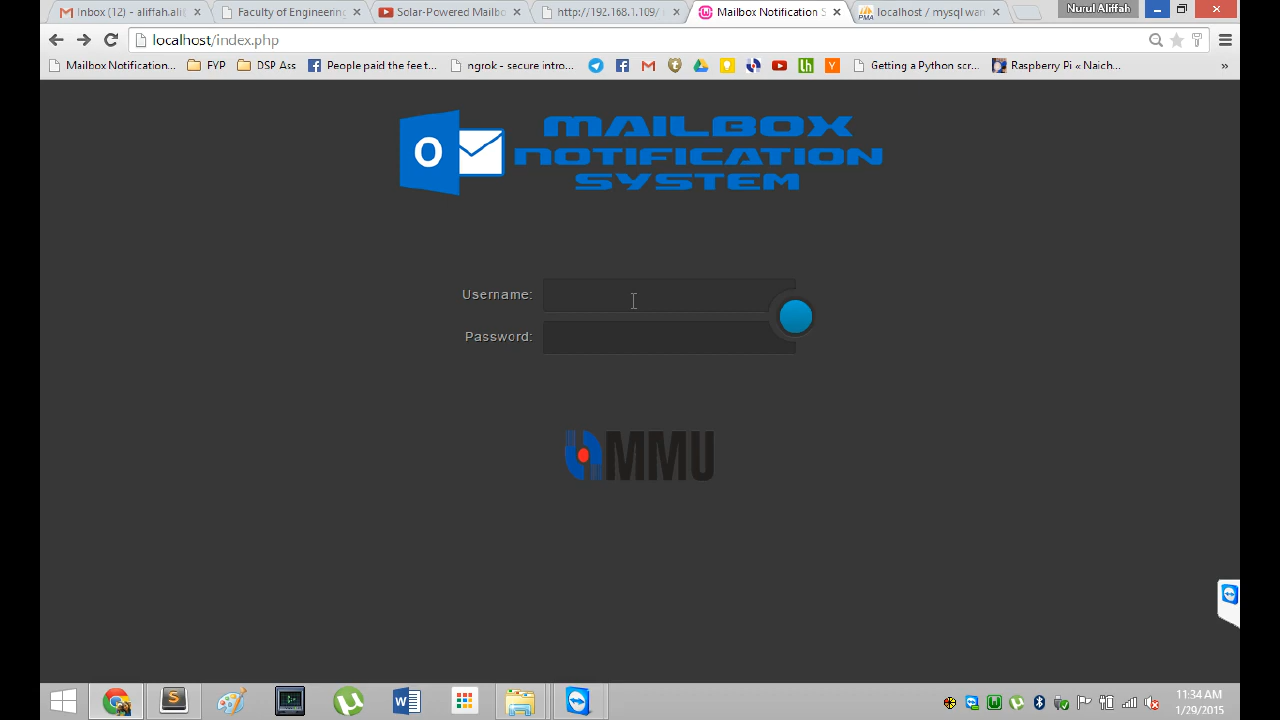 Nurul Aliffah
Inbox (12) - aliffah.ali
Faculty of Engineering
Solar-Powered Mailbo
http://192.168.1.109/
Mailbox Notification S
localhost / mysql wam
localhost/index.php
Mailbox Notification...
FYP
DSP Ass
People paid the fee t...
ngrok - secure intro...
Getting a Python scr...
Raspberry Pi « Naich...
»
O
MAILBOX
NOTIFICATION
SYSTEM
Username:
Password:
MMU
11:34 AM
1/29/2015